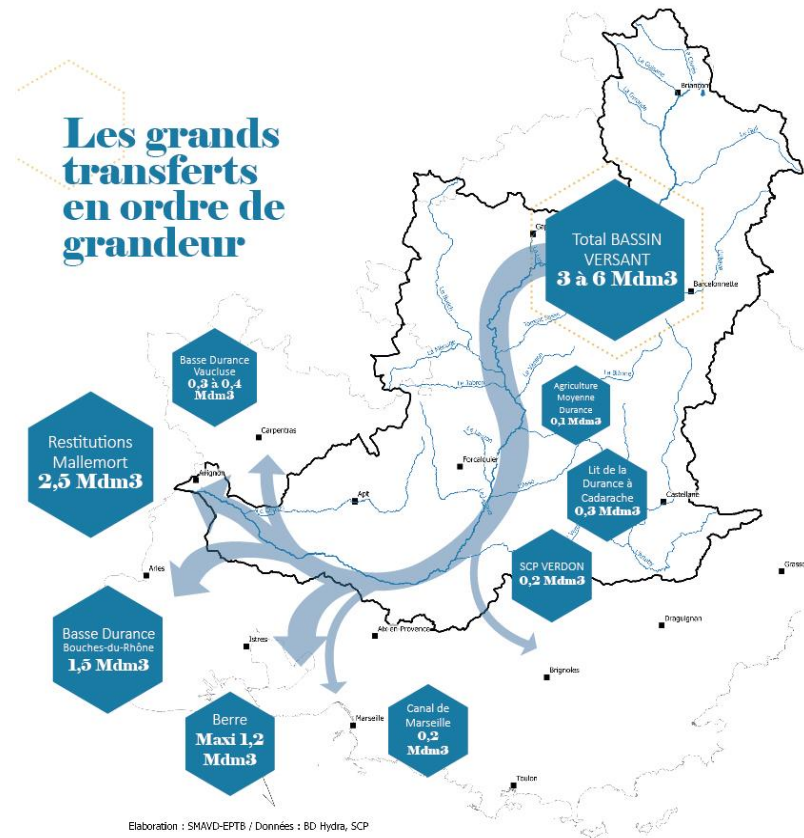 Les grands
transferts
en ordre de
grandeur
Total BASSIN
VERSANT
3 à 6 Mdm3
Basse Durance
Vaucluse
0,3 à 0,4
Mdm3
Restitutions
Mallemort
2,5 Mdm3
Basse Durance
Bouches-du-Rhône
1,5 Mdm3
Berre
Maxi 1,2
Mdm3
Canal de
Marseille
0,2
Mdm3
SCP VERDON
0,2 Mdm3
Lit de la
Durance à
Cadarache
0,3 Mdm3
Agriculture
Moyenne
Durance
0,1 Mdm3
Briançon
Barcelonnette
Carpentras
Avignon
Forcalquier
Apt
Castellane
Arles
Grasse
Draguignan
Aix-en-Provence
Istres
Brignoles
Marseille
Toulon
Elaboration : SMAVD-EPTB / Données : BD Hydra, SCP